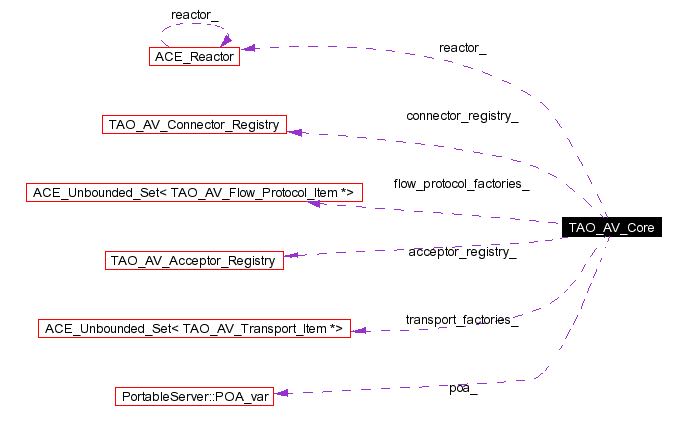 reactor_
ACE_Reactor
reactor_
TAO_AV_Connector_Registry
connector_registry_
ACE_Unbounded_Set< TAO_AV_Flow_Protocol_Item *>
flow_protocol_factories_
TAO_AV_Core
TAO_AV_Acceptor_Registry
acceptor_registry_
ACE_Unbounded_Set< TAO_AV_Transport_Item *>
transport_factories_
PortableServer::POA_var
poa_